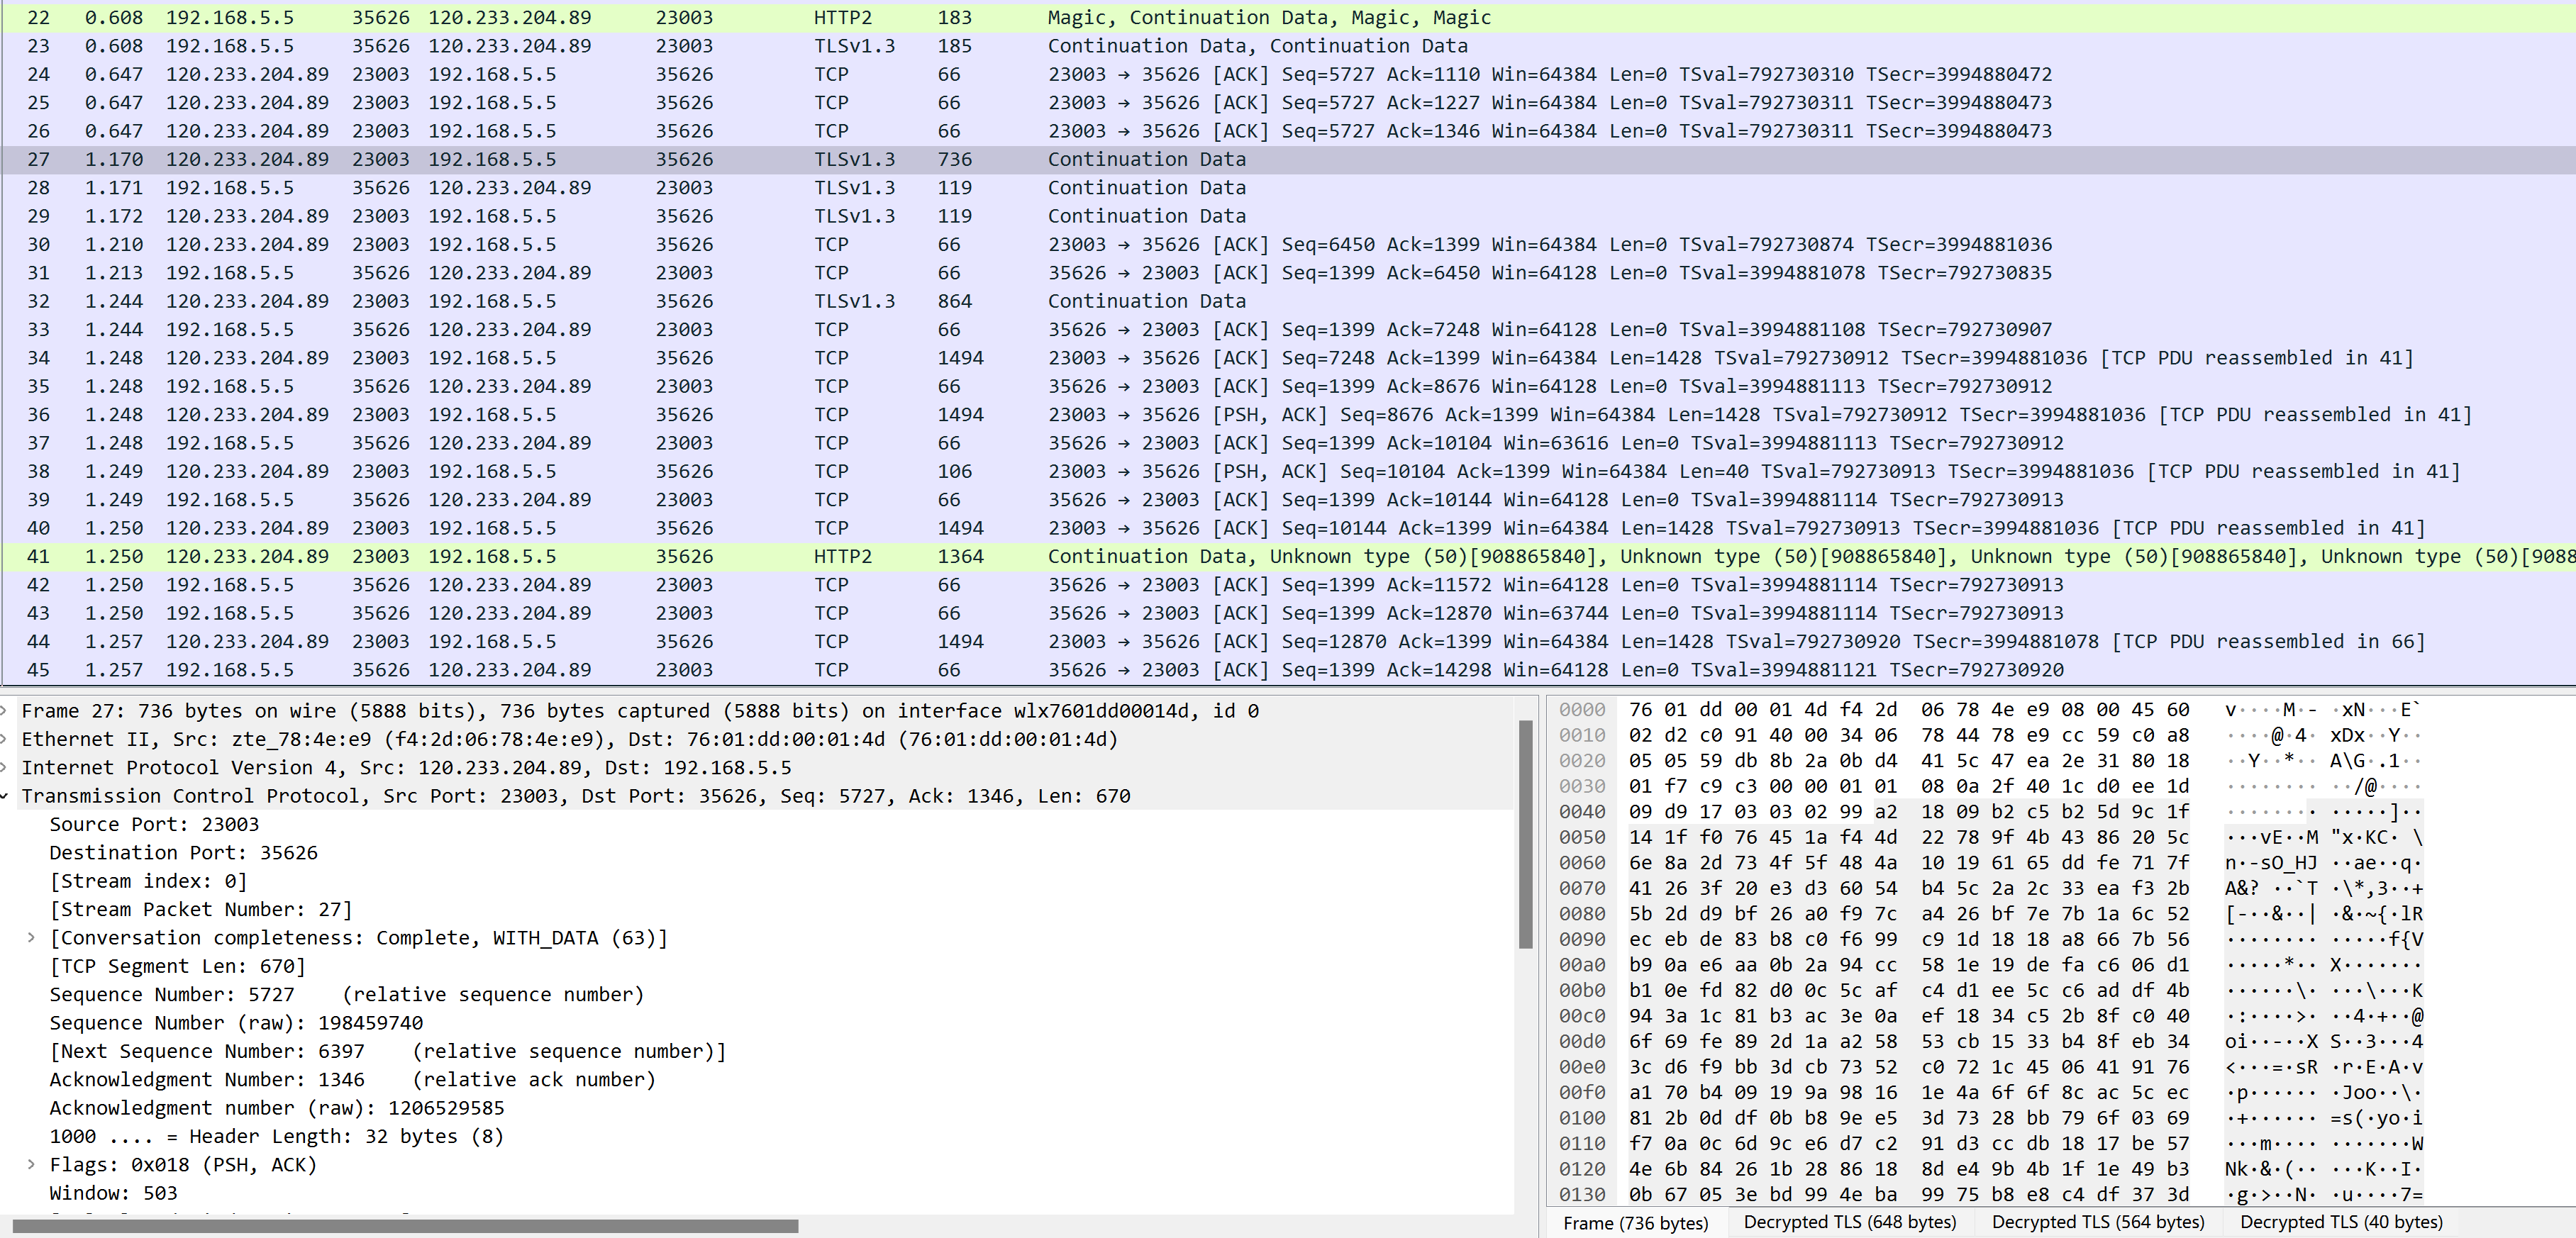 22 0.608 192.168.5.5 35626 120.233.204.89 23003 HTTP2 183 Magic, Continuation Data, Magic, Magic
23 0.608 192.168.5.5 35626 120.233.204.89 23003 TLSv1.3 185 Continuation Data, Continuation Data
24 0.647 120.233.204.89 23003 192.168.5.5 35626 TCP 66 23003 → 35626 [ACK] Seq=5727 Ack=1110 Win=64384 Len=0 TSval=792730310 TSecr=3994880472
25 0.647 120.233.204.89 23003 192.168.5.5 35626 TCP 66 23003 → 35626 [ACK] Seq=5727 Ack=1227 Win=64384 Len=0 TSval=792730311 TSecr=3994880473
26 0.647 120.233.204.89 23003 192.168.5.5 35626 TCP 66 23003 → 35626 [ACK] Seq=5727 Ack=1346 Win=64384 Len=0 TSval=792730311 TSecr=3994880473
27 1.170 120.233.204.89 23003 192.168.5.5 35626 TLSv1.3 736 Continuation Data
28 1.171 192.168.5.5 35626 120.233.204.89 23003 TLSv1.3 119 Continuation Data
29 1.172 120.233.204.89 23003 192.168.5.5 35626 TLSv1.3 119 Continuation Data
30 1.210 120.233.204.89 23003 192.168.5.5 35626 TCP 66 23003 → 35626 [ACK] Seq=6450 Ack=1399 Win=64384 Len=0 TSval=792730874 TSecr=3994881036
31 1.213 192.168.5.5 35626 120.233.204.89 23003 TCP 66 35626 → 23003 [ACK] Seq=1399 Ack=6450 Win=64128 Len=0 TSval=3994881078 TSecr=792730835
32 1.244 120.233.204.89 23003 192.168.5.5 35626 TLSv1.3 864 Continuation Data
33 1.244 192.168.5.5 35626 120.233.204.89 23003 TCP 66 35626 → 23003 [ACK] Seq=1399 Ack=7248 Win=64128 Len=0 TSval=3994881108 TSecr=792730907
34 1.248 120.233.204.89 23003 192.168.5.5 35626 TCP 1494 23003 → 35626 [ACK] Seq=7248 Ack=1399 Win=64384 Len=1428 TSval=792730912 TSecr=3994881036 [TCP PDU reassembled in 41]
35 1.248 192.168.5.5 35626 120.233.204.89 23003 TCP 66 35626 → 23003 [ACK] Seq=1399 Ack=8676 Win=64128 Len=0 TSval=3994881113 TSecr=792730912
36 1.248 120.233.204.89 23003 192.168.5.5 35626 TCP 1494 23003 → 35626 [PSH, ACK] Seq=8676 Ack=1399 Win=64384 Len=1428 TSval=792730912 TSecr=3994881036 [TCP PDU reassembled in 41]
37 1.248 192.168.5.5 35626 120.233.204.89 23003 TCP 66 35626 → 23003 [ACK] Seq=1399 Ack=10104 Win=63616 Len=0 TSval=3994881113 TSecr=792730912
38 1.249 120.233.204.89 23003 192.168.5.5 35626 TCP 106 23003 → 35626 [PSH, ACK] Seq=10104 Ack=1399 Win=64384 Len=40 TSval=792730913 TSecr=3994881036 [TCP PDU reassembled in 41]
39 1.249 192.168.5.5 35626 120.233.204.89 23003 TCP 66 35626 → 23003 [ACK] Seq=1399 Ack=10144 Win=64128 Len=0 TSval=3994881114 TSecr=792730913
40 1.250 120.233.204.89 23003 192.168.5.5 35626 TCP 1494 23003 → 35626 [ACK] Seq=10144 Ack=1399 Win=64384 Len=1428 TSval=792730913 TSecr=3994881036 [TCP PDU reassembled in 41]
41 1.250 120.233.204.89 23003 192.168.5.5 35626 HTTP2 1364 Continuation Data, Unknown type (50)[908865840], Unknown type (50)[908865840], Unknown type (50)[908865840], Unknown type (50)[9088
42 1.250 192.168.5.5 35626 120.233.204.89 23003 TCP 66 35626 → 23003 [ACK] Seq=1399 Ack=11572 Win=64128 Len=0 TSval=3994881114 TSecr=792730913
43 1.250 192.168.5.5 35626 120.233.204.89 23003 TCP 66 35626 → 23003 [ACK] Seq=1399 Ack=12870 Win=63744 Len=0 TSval=3994881114 TSecr=792730913
44 1.257 120.233.204.89 23003 192.168.5.5 35626 TCP 1494 23003 → 35626 [ACK] Seq=12870 Ack=1399 Win=64384 Len=1428 TSval=792730920 TSecr=3994881078 [TCP PDU reassembled in 66]
45 1.257 192.168.5.5 35626 120.233.204.89 23003 TCP 66 35626 → 23003 [ACK] Seq=1399 Ack=14298 Win=64128 Len=0 TSval=3994881121 TSecr=792730920
Frame 27: 736 bytes on wire (5888 bits), 736 bytes captured (5888 bits) on interface wlx7601dd00014d, id 0
Ethernet II, Src: zte_78:4e:e9 (f4:2d:06:78:4e:e9), Dst: 76:01:dd:00:01:4d (76:01:dd:00:01:4d)
Internet Protocol Version 4, Src: 120.233.204.89, Dst: 192.168.5.5
Transmission Control Protocol, Src Port: 23003, Dst Port: 35626, Seq: 5727, Ack: 1346, Len: 670
Source Port: 23003
Destination Port: 35626
[Stream index: 0]
[Stream Packet Number: 27]
[Conversation completeness: Complete, WITH_DATA (63)]
[TCP Segment Len: 670]
Sequence Number: 5727 (relative sequence number)
Sequence Number (raw): 198459740
[Next Sequence Number: 6397 (relative sequence number)]
Acknowledgment Number: 1346 (relative ack number)
Acknowledgment number (raw): 1206529585
1000 .... = Header Length: 32 bytes (8)
Flags: 0x018 (PSH, ACK)
Window: 503
0000 76 01 dd 00 01 4d f4 2d 06 78 4e e9 08 00 45 60 v····M·- ·xN···E`
0010 02 d2 c0 91 40 00 34 06 78 44 78 e9 cc 59 c0 a8 ····@·4· xDx··Y··
0020 05 05 59 db 8b 2a 0b d4 41 5c 47 ea 2e 31 80 18 ··Y··*·· A\G·.1··
0030 01 f7 c9 c3 00 00 01 01 08 0a 2f 40 1c d0 ee 1d ········ ··/@····
0040 09 d9 17 03 03 02 99 a2 18 09 b2 c5 b2 5d 9c 1f ········ ·····]··
0050 14 1f f0 76 45 1a f4 4d 22 78 9f 4b 43 86 20 5c ···vE··M "x·KC· \
0060 6e 8a 2d 73 4f 5f 48 4a 10 19 61 65 dd fe 71 7f n·-sO_HJ ··ae··q·
0070 41 26 3f 20 e3 d3 60 54 b4 5c 2a 2c 33 ea f3 2b A&? ··`T ·\*,3··+
0080 5b 2d d9 bf 26 a0 f9 7c a4 26 bf 7e 7b 1a 6c 52 [-··&··| ·&·~{·lR
0090 ec eb de 83 b8 c0 f6 99 c9 1d 18 18 a8 66 7b 56 ········ ·····f{V
00a0 b9 0a e6 aa 0b 2a 94 cc 58 1e 19 de fa c6 06 d1 ·····*·· X·······
00b0 b1 0e fd 82 d0 0c 5c af c4 d1 ee 5c c6 ad df 4b ······\· ···\···K
00c0 94 3a 1c 81 b3 ac 3e 0a ef 18 34 c5 2b 8f c0 40 ·:····>· ··4·+··@
00d0 6f 69 fe 89 2d 1a a2 58 53 cb 15 33 b4 8f eb 34 oi··-··X S··3···4
00e0 3c d6 f9 bb 3d cb 73 52 c0 72 1c 45 06 41 91 76 <···=·sR ·r·E·A·v
00f0 a1 70 b4 09 19 9a 98 16 1e 4a 6f 6f 8c ac 5c ec ·p······ ·Joo··\·
0100 81 2b 0d df 0b b8 9e e5 3d 73 28 bb 79 6f 03 69 ·+······ =s(·yo·i
0110 f7 0a 0c 6d 9c e6 d7 c2 91 d3 cc db 18 17 be 57 ···m···· ·······W
0120 4e 6b 84 26 1b 28 86 18 8d e4 9b 4b 1f 1e 49 b3 Nk·&·(·· ···K··I·
0130 0b 67 05 3e bd 99 4e ba 99 75 b8 e8 c4 df 37 3d ·g·>··N· ·u····7=
Frame (736 bytes) Decrypted TLS (648 bytes) Decrypted TLS (564 bytes) Decrypted TLS (40 bytes)